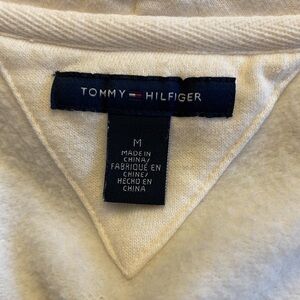 TOMMY HILFIGER
M
MADE IN
CHINA/
FABRIQUÉ EN
CHINE/
HECHO EN
CHINA